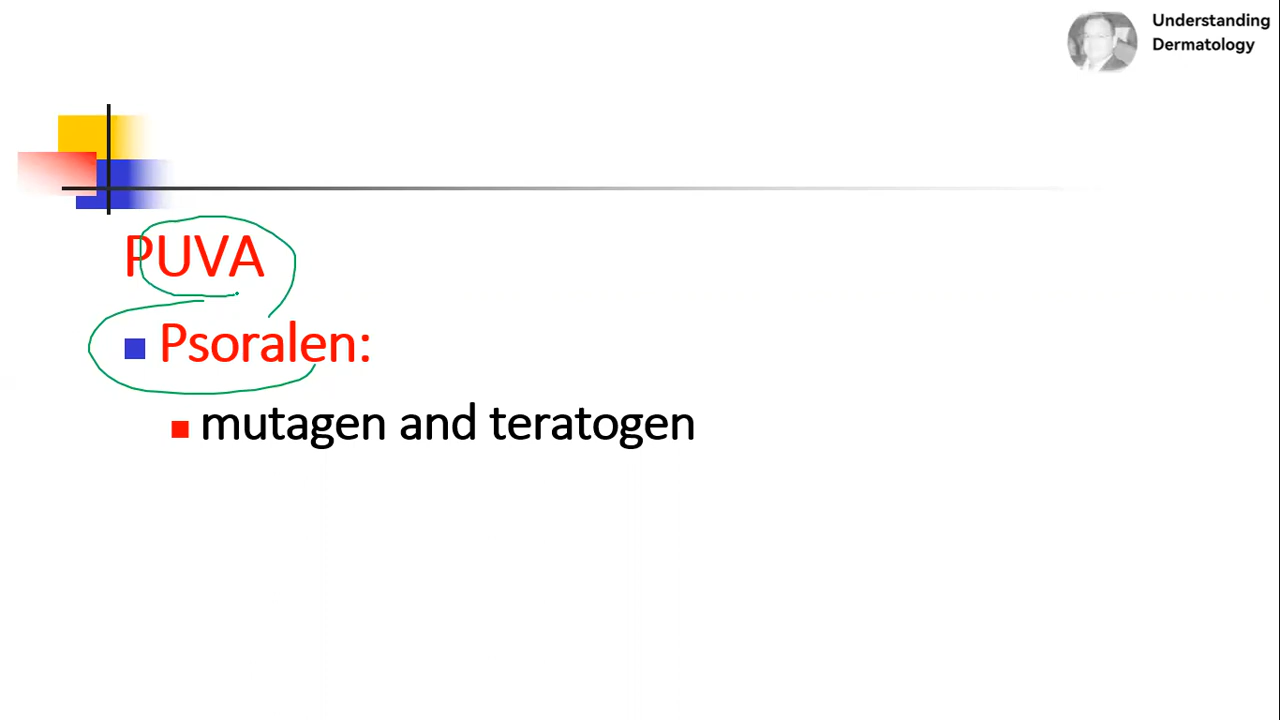 Understanding
Dermatology
PUVA
Psoralen:
mutagen and teratogen